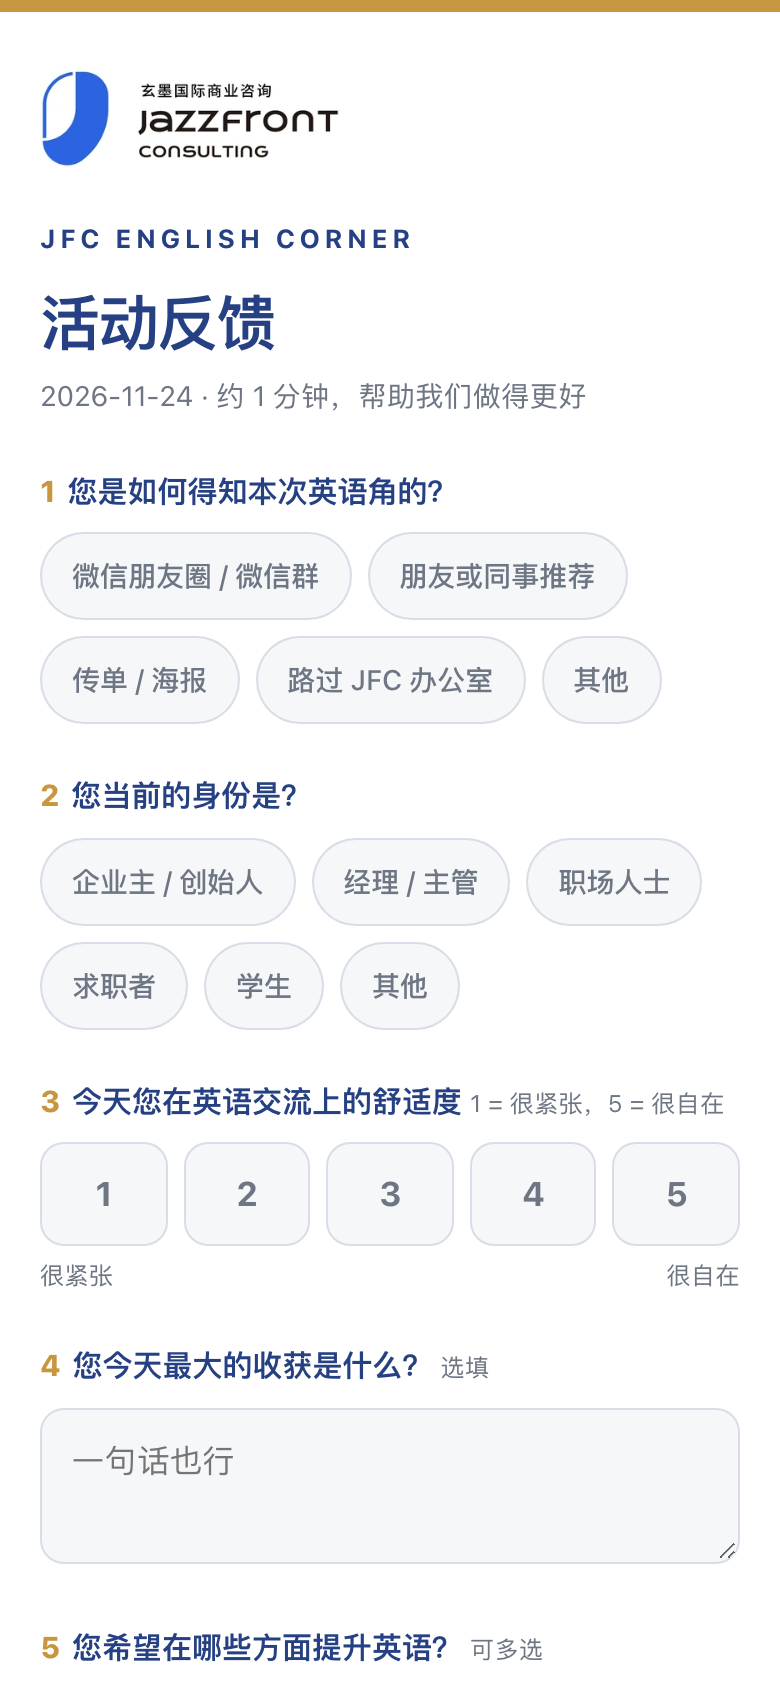 玄墨国际商业咨询
Jazzfront
CONSULTING
JFC ENGLISH CORNER
活动反馈
2026-11-24 · 约 1 分钟，帮助我们做得更好
1 您是如何得知本次英语角的?
微信朋友圈 / 微信群 朋友或同事推荐
传单 / 海报 路过 JFC 办公室 其他
2 您当前的身份是?
企业主 / 创始人 经理 / 主管 职场人士
求职者 学生 其他
3 今天您在英语交流上的舒适度 1 = 很紧张，5 = 很自在
1 2 3 4 5
很紧张 很自在
4 您今天最大的收获是什么? 选填
一句话也行
5 您希望在哪些方面提升英语? 可多选